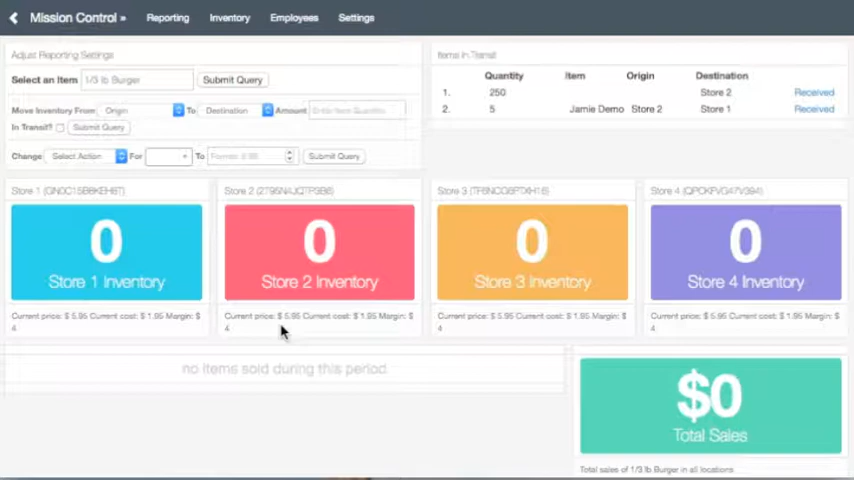 Mission Control » Reporting Inventory Employees Settings
Adjust Reporting Settings
Select an Item 1/3 lb Burger Submit Query
Move Inventory From Origin To Destination Amount Enter Item Quantity
In Transit? Submit Query
Change Select Action For To Format: 9.99 Submit Query
Items In Transit
Quantity Item Origin Destination
1. 250 Store 2 Received
2. 5 Jamie Demo Store 2 Store 1 Received
Store 1
0
Store 1 Inventory
Current price: $ 5.95 Current cost: $ 1.95 Margin: $
4
Store 2
0
Store 2 Inventory
Current price: $ 5.95 Current cost: $ 1.95 Margin: $
4
Store 3
0
Store 3 Inventory
Current price: $ 5.95 Current cost: $ 1.95 Margin: $
4
Store 4
0
Store 4 Inventory
Current price: $ 5.95 Current cost: $ 1.95 Margin: $
4
no items sold during this period
$0
Total Sales
Total sales of 1/3 lb Burger in all locations